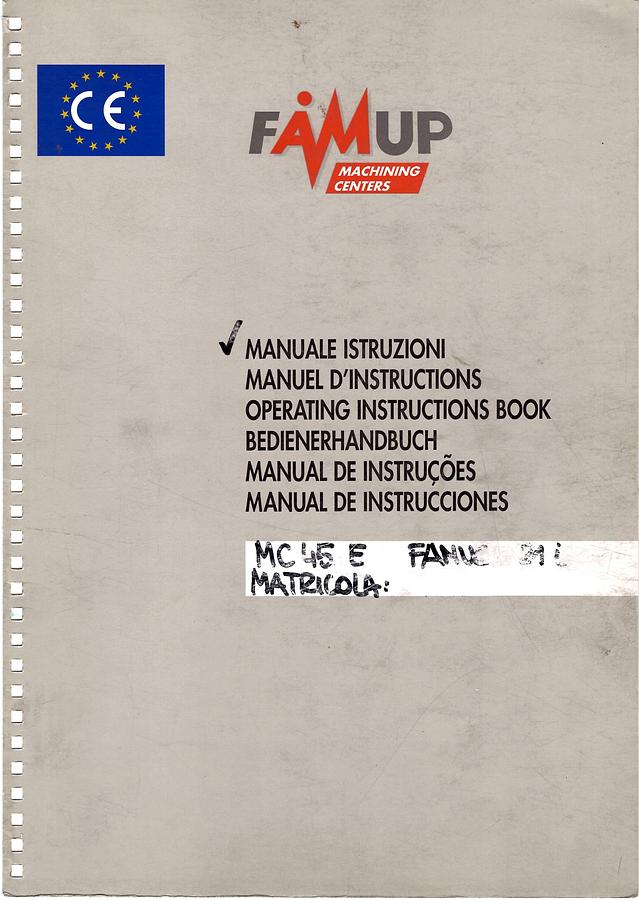 CE
FAMUP
MACHINING
CENTERS
MANUALE ISTRUZIONI
MANUEL D'INSTRUCTIONS
OPERATING INSTRUCTIONS BOOK
BEDIENERHANDBUCH
MANUAL DE INSTRUÇÕES
MANUAL DE INSTRUCCIONES
MC 45 E FANUC
MATRICOLA: